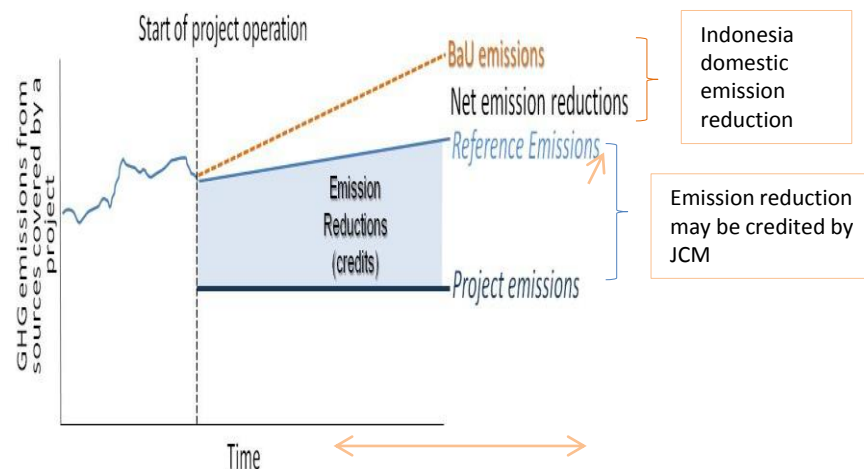 Start of project operation
GHG emissions from
sources covered by a
project
BaU emissions
Net emission reductions
Reference Emissions
Emission
Reductions
(credits)
Project emissions
Time
Indonesia
domestic
emission
reduction
Emission reduction
may be credited by
JCM